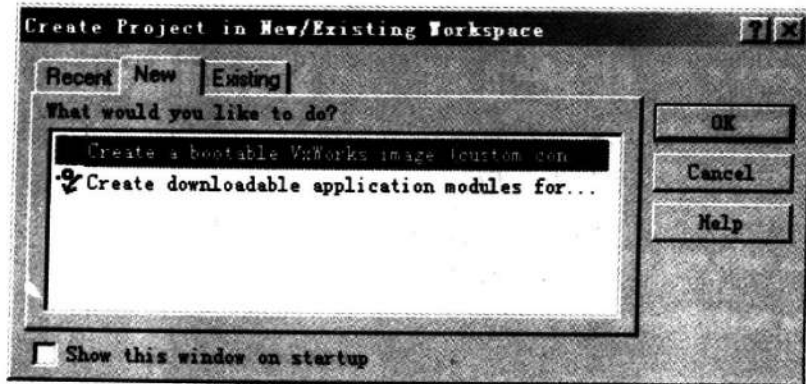 Create Project in New/Existing Workspace
Recent New Existing
What would you like to do?
Create a bootable VxWorks image (custom con
Create downloadable application modules for...
OK
Cancel
Help
Show this window on startup